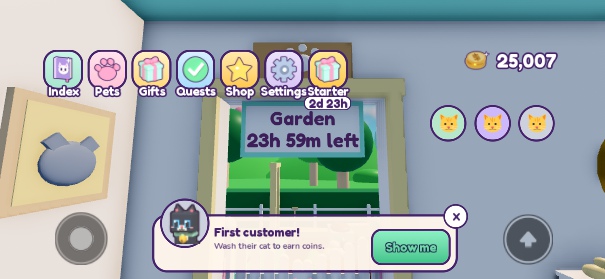 25,007
Index Pets Gifts Quests Shop Settings Starter
2d 23h
Garden
23h 59m left
First customer!
Wash their cat to earn coins.
Show me